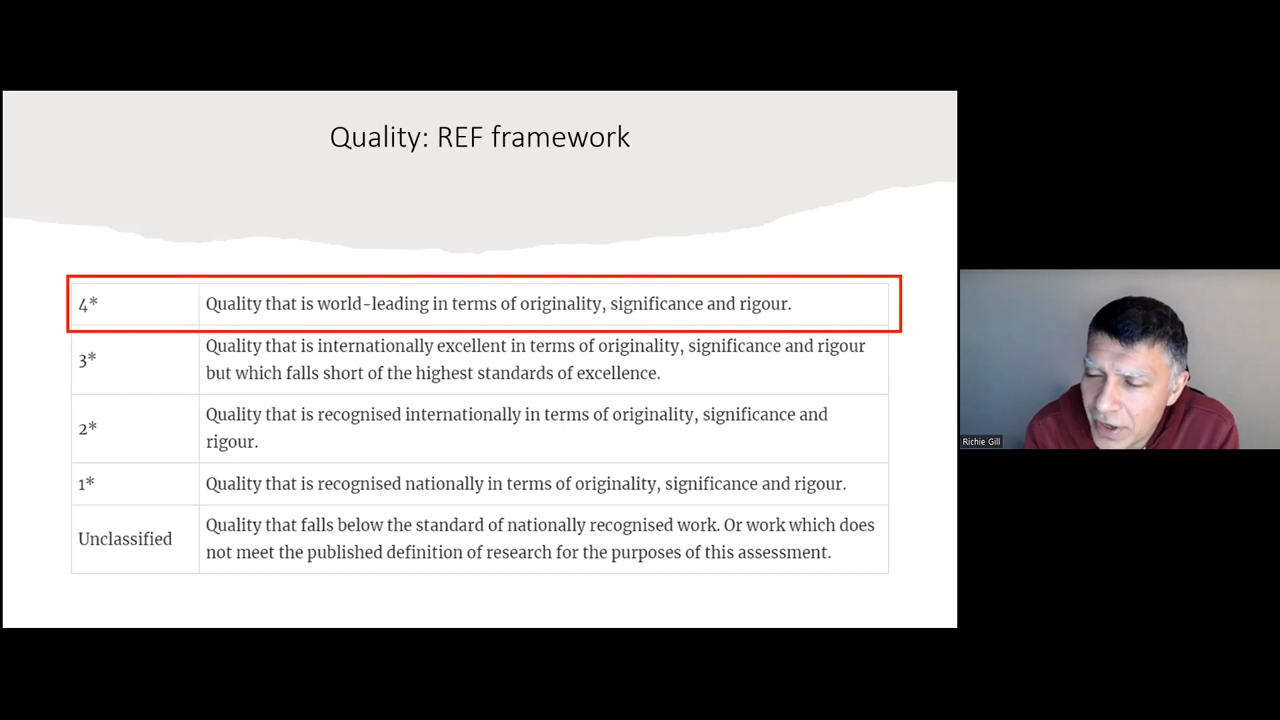 Quality: REF framework
4*
Quality that is world-leading in terms of originality, significance and rigour.
3*
Quality that is internationally excellent in terms of originality, significance and rigour
but which falls short of the highest standards of excellence.
2*
Quality that is recognised internationally in terms of originality, significance and
rigour.
1*
Quality that is recognised nationally in terms of originality, significance and rigour.
Unclassified
Quality that falls below the standard of nationally recognised work. Or work which does
not meet the published definition of research for the purposes of this assessment.
Richie Gill